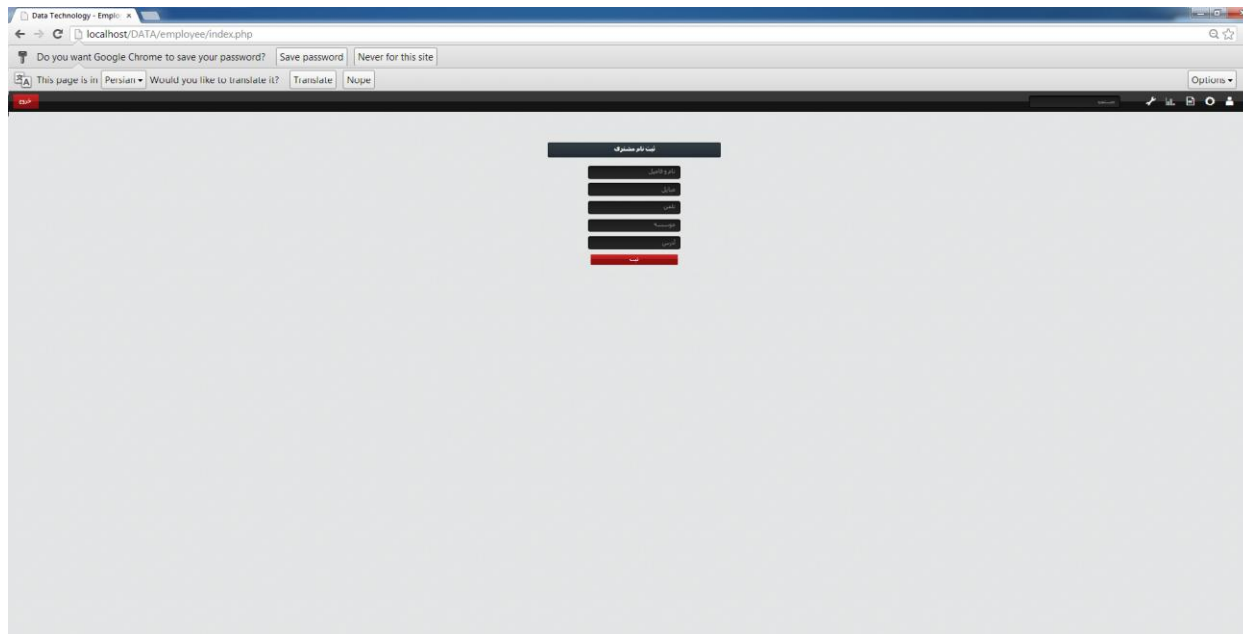 Data Technology - Emplo
localhost/DATA/employee/index.php
Do you want Google Chrome to save your password? Save password Never for this site
This page is in Persian Would you like to translate it? Translate Nope Options
خروج
ثبت نام مشترک
نام و فامیل
موبایل
تلفن
موسسه
آدرس
ثبت